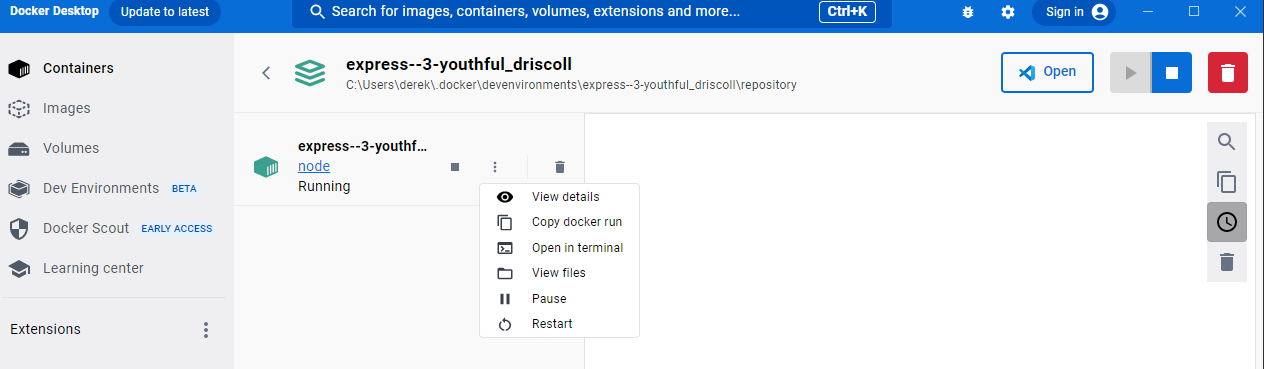 Docker Desktop
Update to latest
Search for images, containers, volumes, extensions and more...
Ctrl+K
Sign in
Containers
Images
Volumes
Dev Environments BETA
Docker Scout EARLY ACCESS
Learning center
Extensions
express--3-youthful_driscoll
C:\Users\derek\.docker\devenvironments\express--3-youthful_driscoll\repository
Open
express--3-youthf...
node
Running
View details
Copy docker run
Open in terminal
View files
Pause
Restart